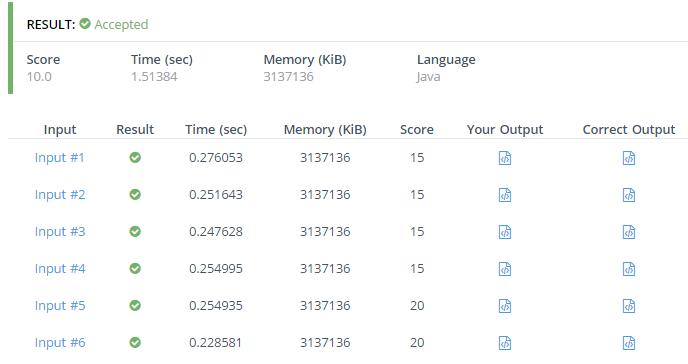 RESULT: Accepted
Score Time (sec) Memory (KiB) Language
10.0 1.51384 3137136 Java
Input Result Time (sec) Memory (KiB) Score Your Output Correct Output
Input #1 0.276053 3137136 15
Input #2 0.251643 3137136 15
Input #3 0.247628 3137136 15
Input #4 0.254995 3137136 15
Input #5 0.254935 3137136 20
Input #6 0.228581 3137136 20